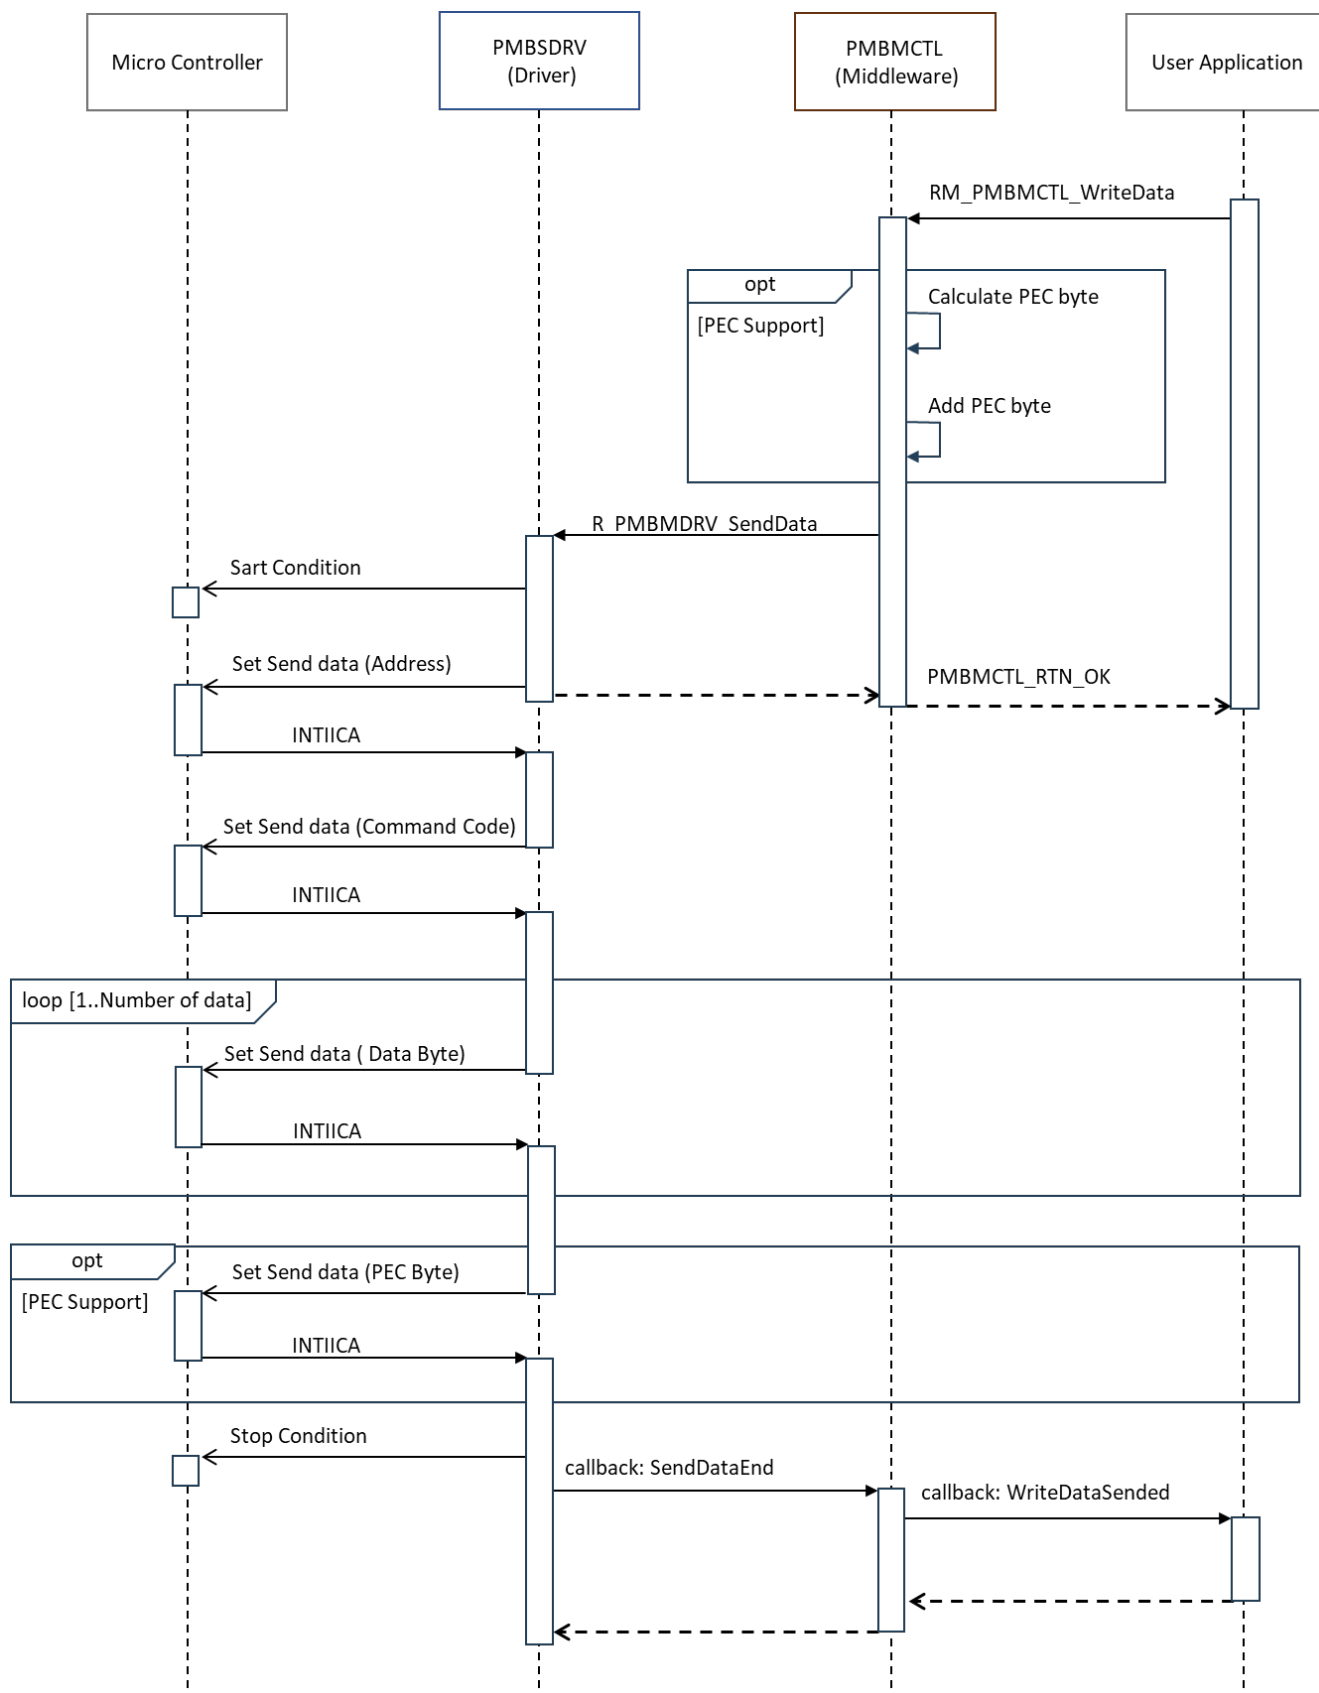 Micro Controller
PMBSDRV
(Driver)
PMBMCTL
(Middleware)
User Application
RM_PMBMCTL_WriteData
opt
[PEC Support]
Calculate PEC byte
Add PEC byte
R_PMBMDRV_SendData
Sart Condition
Set Send data (Address)
PMBMCTL_RTN_OK
INTIICA
Set Send data (Command Code)
INTIICA
loop [1..Number of data]
Set Send data ( Data Byte)
INTIICA
opt
[PEC Support]
Set Send data (PEC Byte)
INTIICA
Stop Condition
callback: SendDataEnd
callback: WriteDataSended